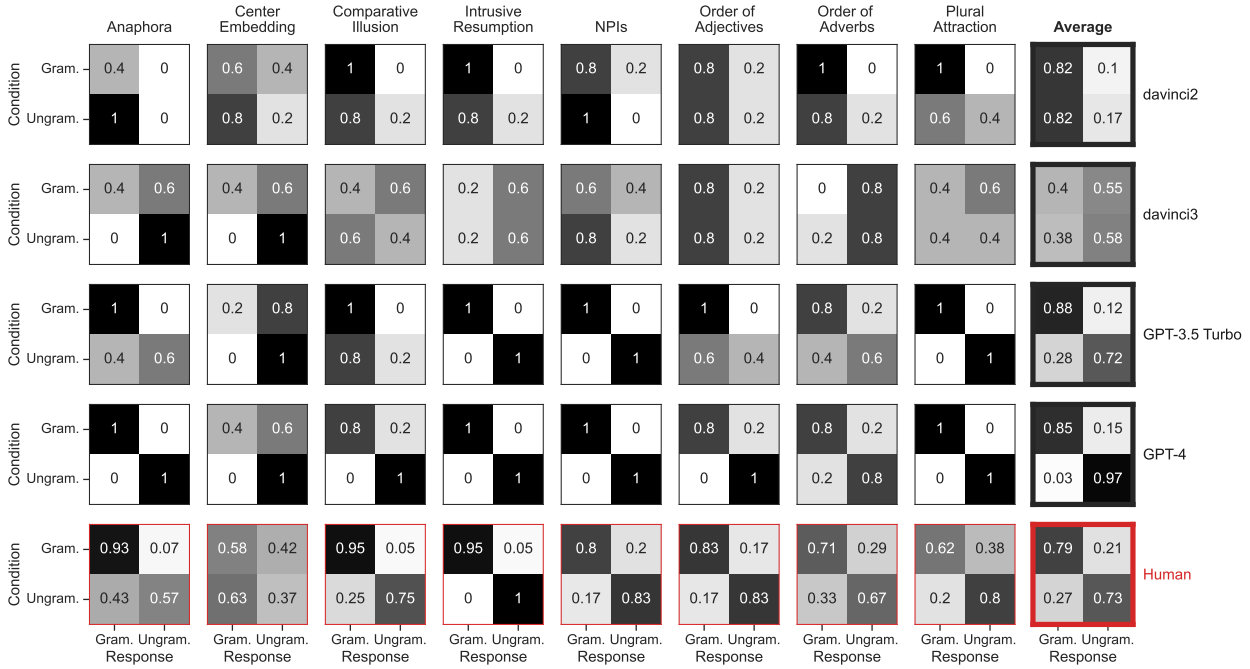 Anaphora
Center
Embedding
Comparative
Illusion
Intrusive
Resumption
NPIs
Order of
Adjectives
Order of
Adverbs
Plural
Attraction
Average
Condition
Gram. 0.4 0 0.6 0.4 1 0 1 0 0.8 0.2 0.8 0.2 1 0 1 0 0.82 0.1
Ungram. 1 0 0.8 0.2 0.8 0.2 0.8 0.2 1 0 0.8 0.2 0.8 0.2 0.6 0.4 0.82 0.17
davinci2
Condition
Gram. 0.4 0.6 0.4 0.6 0.4 0.6 0.2 0.6 0.6 0.4 0.8 0.2 0 0.8 0.4 0.6 0.4 0.55
Ungram. 0 1 0 1 0.6 0.4 0.2 0.6 0.8 0.2 0.8 0.2 0.2 0.8 0.4 0.4 0.38 0.58
davinci3
Condition
Gram. 1 0 0.2 0.8 1 0 1 0 1 0 1 0 0.8 0.2 1 0 0.88 0.12
Ungram. 0.4 0.6 0 1 0.8 0.2 0 1 0 1 0.6 0.4 0.4 0.6 0 1 0.28 0.72
GPT-3.5 Turbo
Condition
Gram. 1 0 0.4 0.6 0.8 0.2 1 0 1 0 0.8 0.2 0.8 0.2 1 0 0.85 0.15
Ungram. 0 1 0 1 0 1 0 1 0 1 0 1 0.2 0.8 0 1 0.03 0.97
GPT-4
Condition
Gram. 0.93 0.07 0.58 0.42 0.95 0.05 0.95 0.05 0.8 0.2 0.83 0.17 0.71 0.29 0.62 0.38 0.79 0.21
Ungram. 0.43 0.57 0.63 0.37 0.25 0.75 0 1 0.17 0.83 0.17 0.83 0.33 0.67 0.2 0.8 0.27 0.73
Human
Gram. Ungram. Gram. Ungram. Gram. Ungram. Gram. Ungram. Gram. Ungram. Gram. Ungram. Gram. Ungram. Gram. Ungram. Gram. Ungram.
Response Response Response Response Response Response Response Response Response